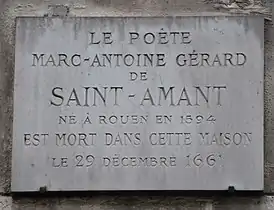 LE POÈTE
MARC-ANTOINE GÉRARD
DE
SAINT-AMANT
NÉ À ROUEN EN 1594
EST MORT DANS CETTE MAISON
LE 29 DÉCEMBRE 1661